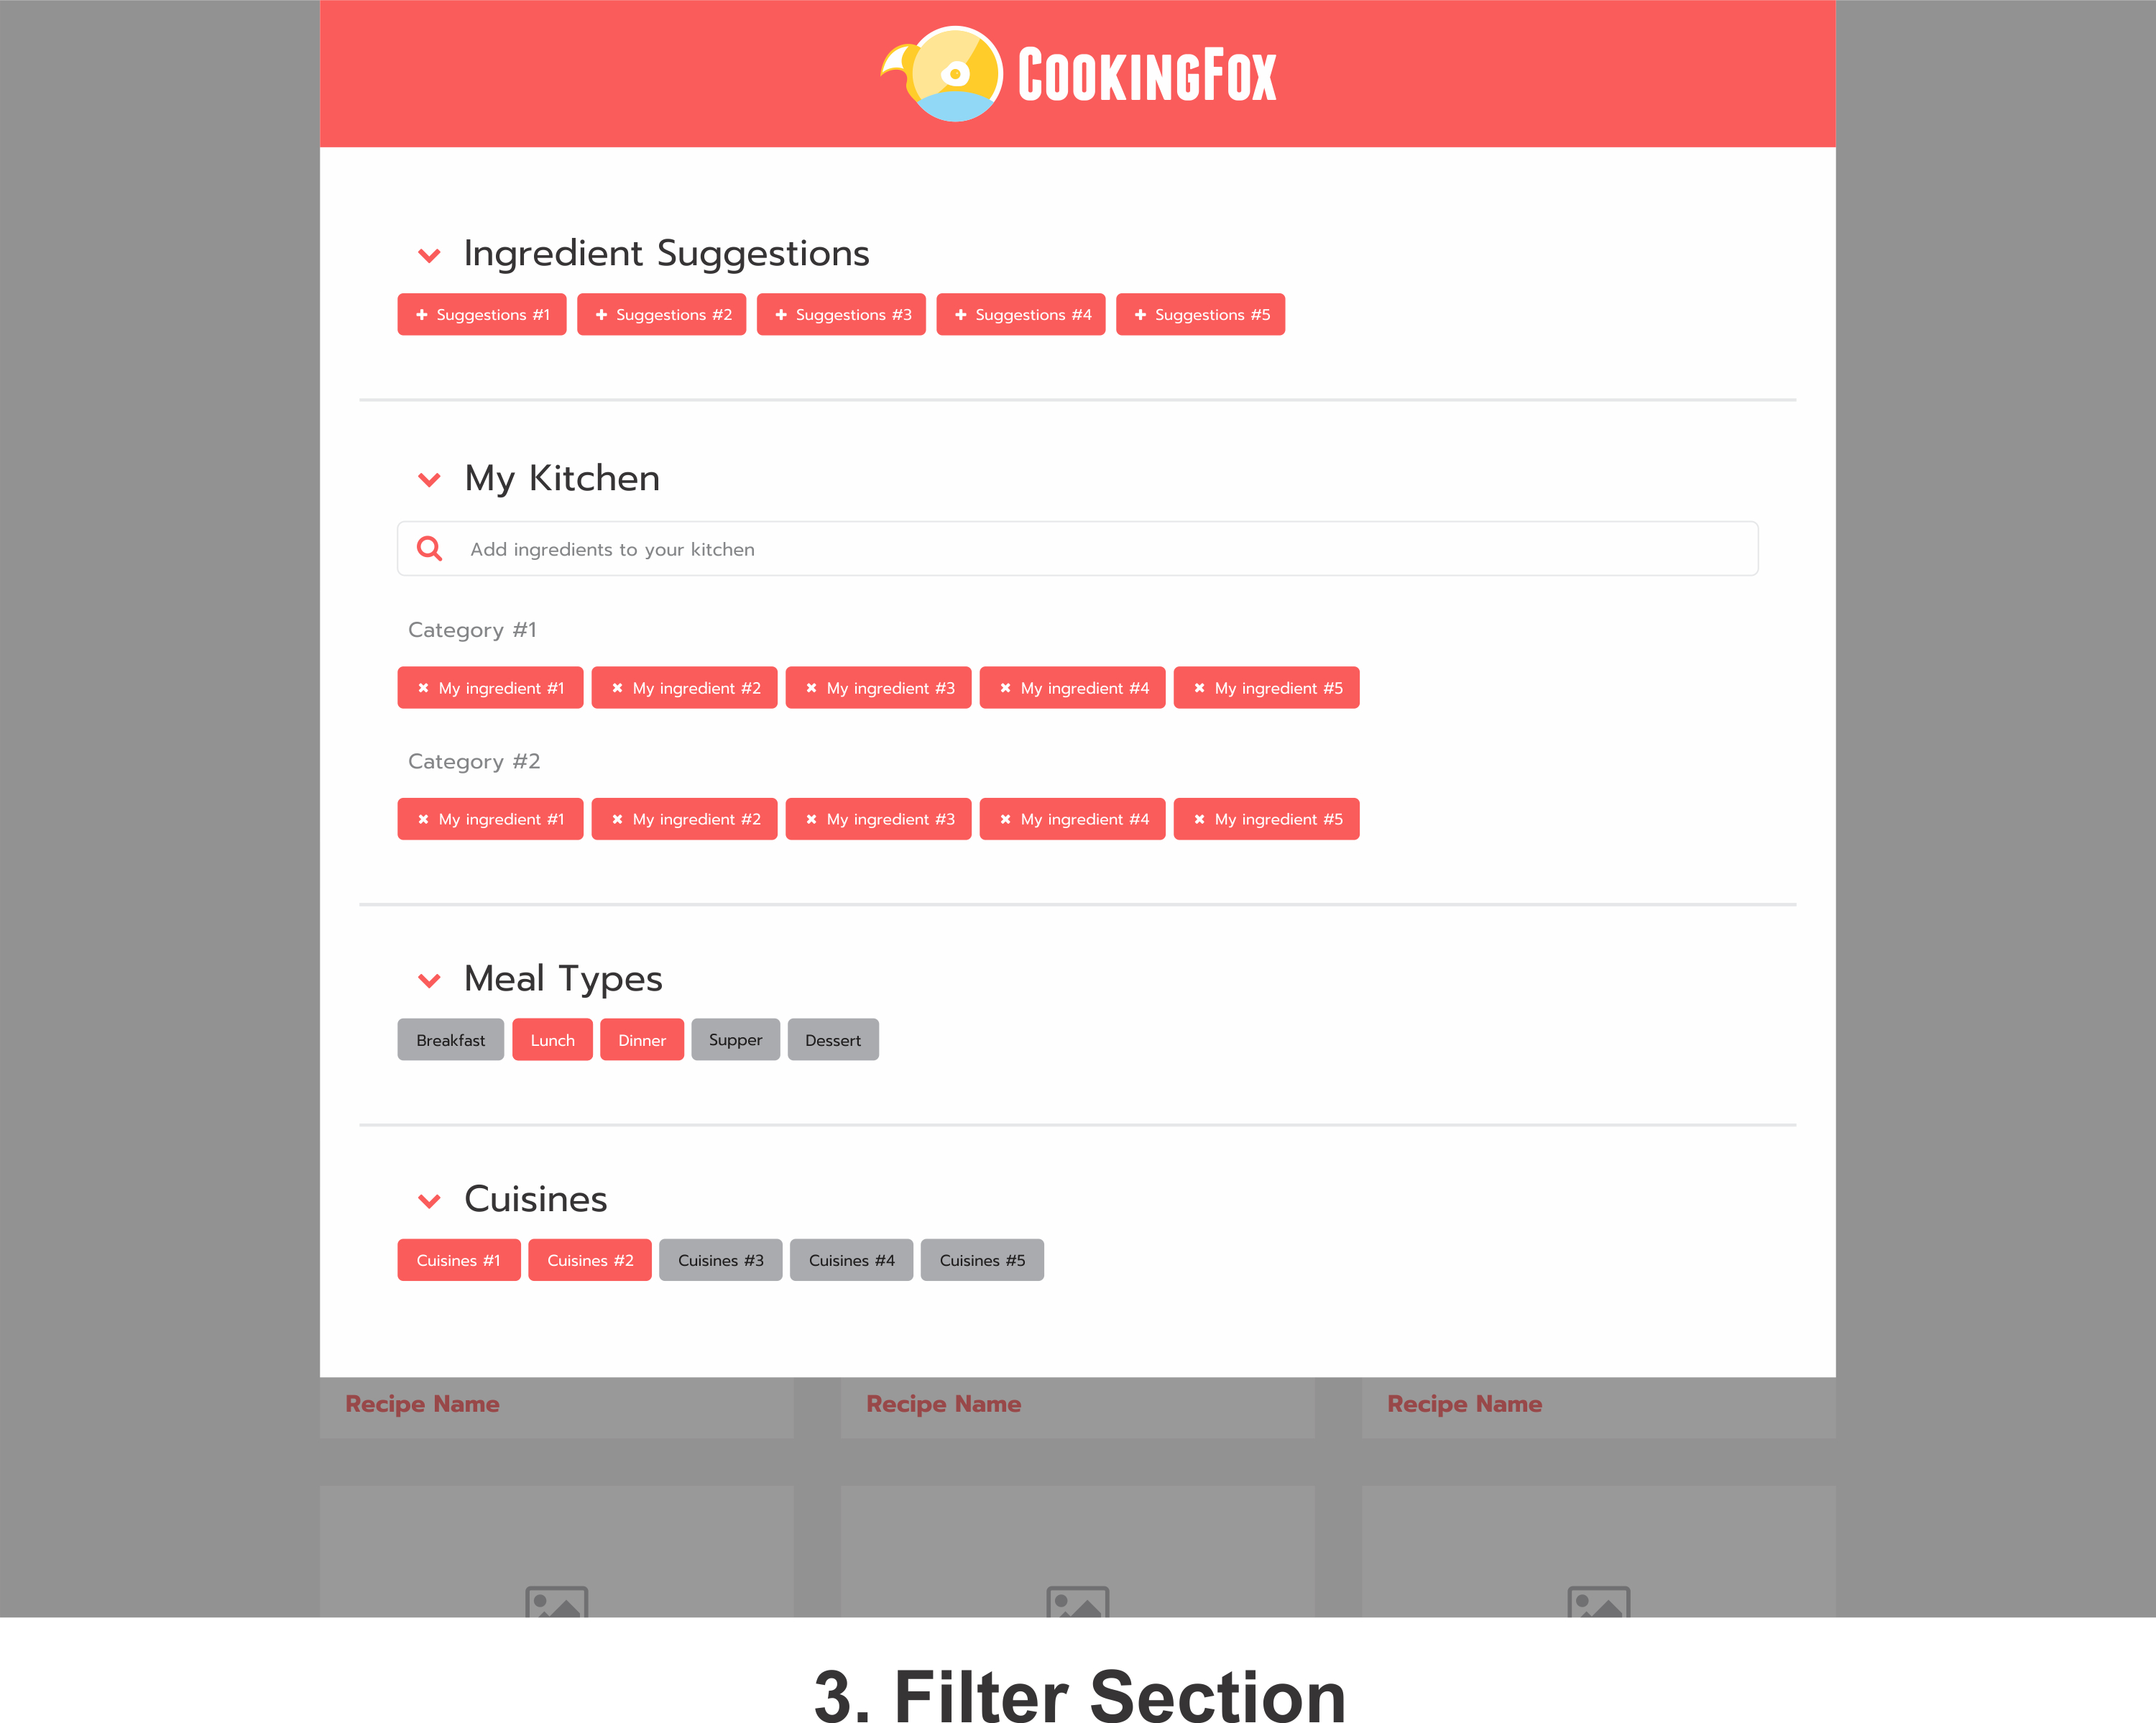 CookingFox
Ingredient Suggestions
Suggestions #1 Suggestions #2 Suggestions #3 Suggestions #4 Suggestions #5
My Kitchen
Add ingredients to your kitchen
Category #1
My ingredient #1 My ingredient #2 My ingredient #3 My ingredient #4 My ingredient #5
Category #2
My ingredient #1 My ingredient #2 My ingredient #3 My ingredient #4 My ingredient #5
Meal Types
Breakfast Lunch Dinner Supper Dessert
Cuisines
Cuisines #1 Cuisines #2 Cuisines #3 Cuisines #4 Cuisines #5
Recipe Name Recipe Name Recipe Name
3. Filter Section